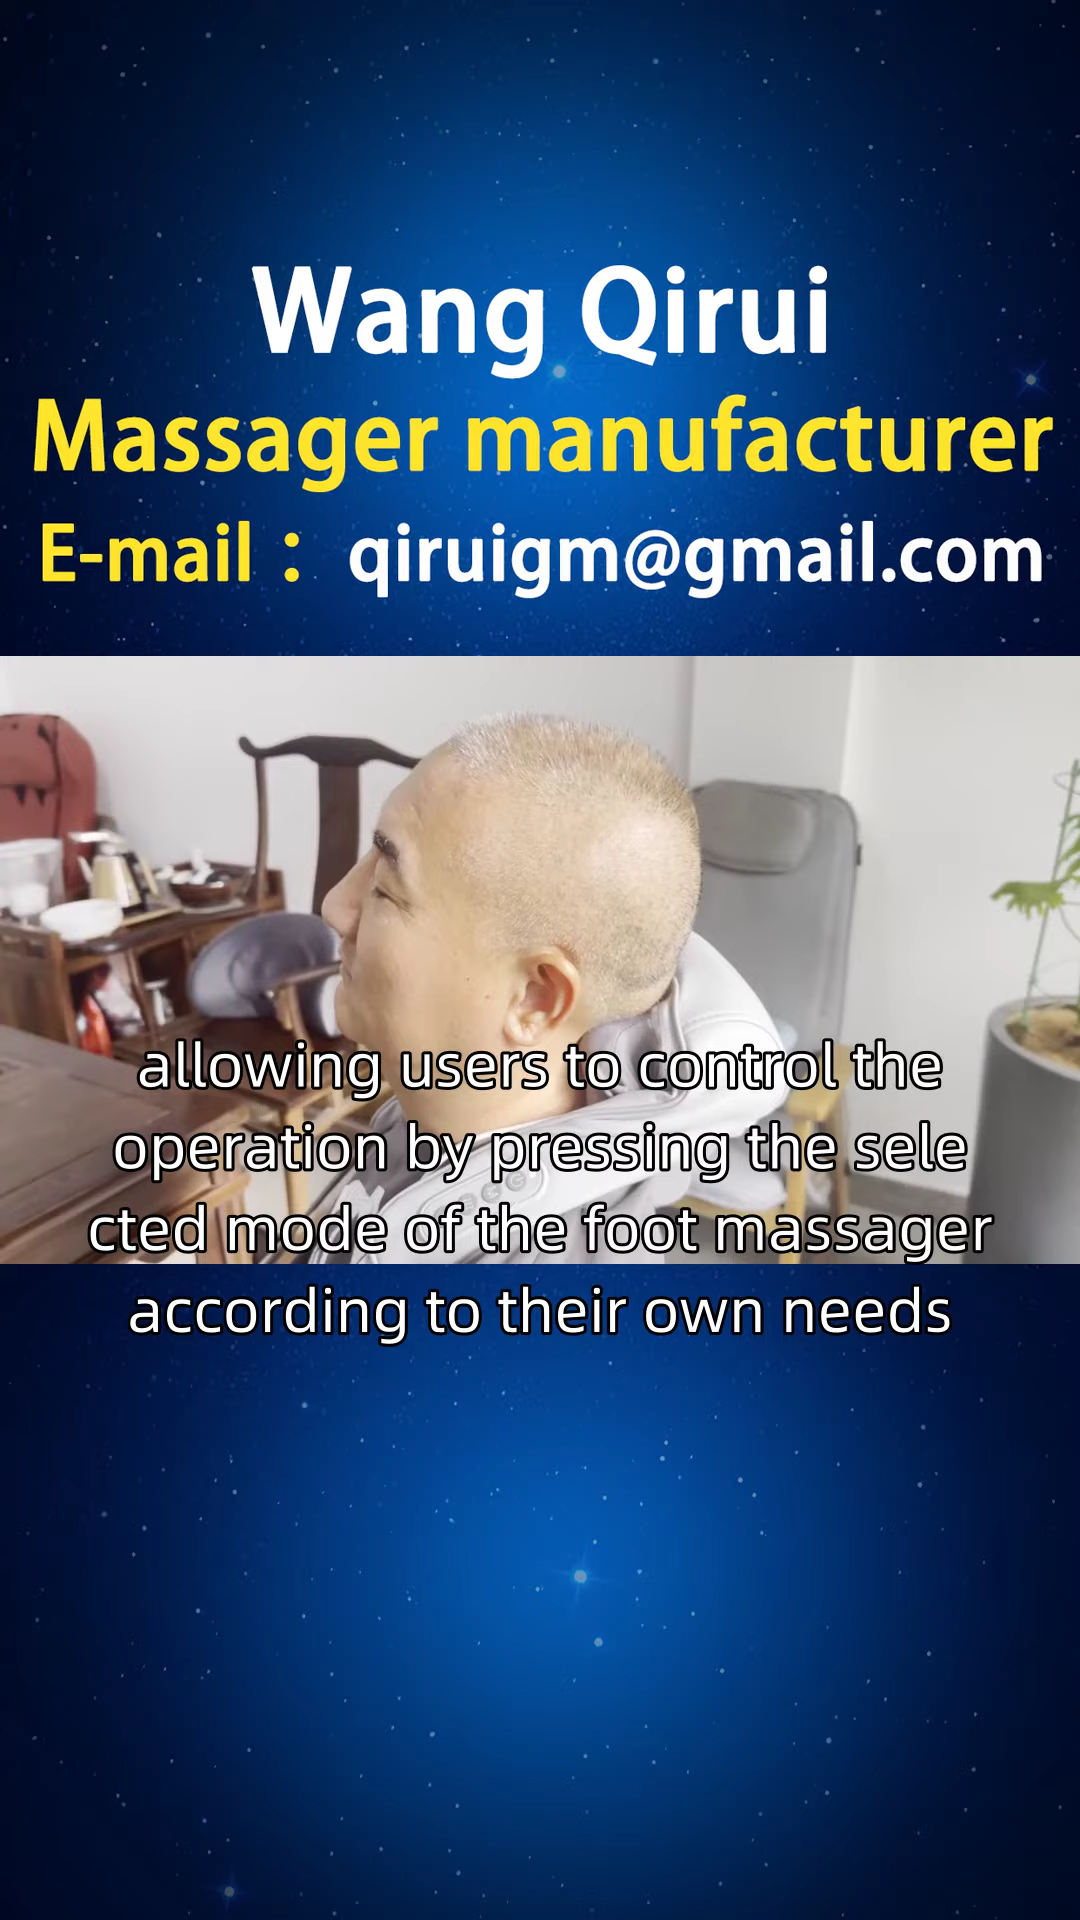 Wang Qirui
Massager manufacturer
E-mail： qiruigm@gmail.com
allowing users to control the
operation by pressing the sele
cted mode of the foot massager
according to their own needs